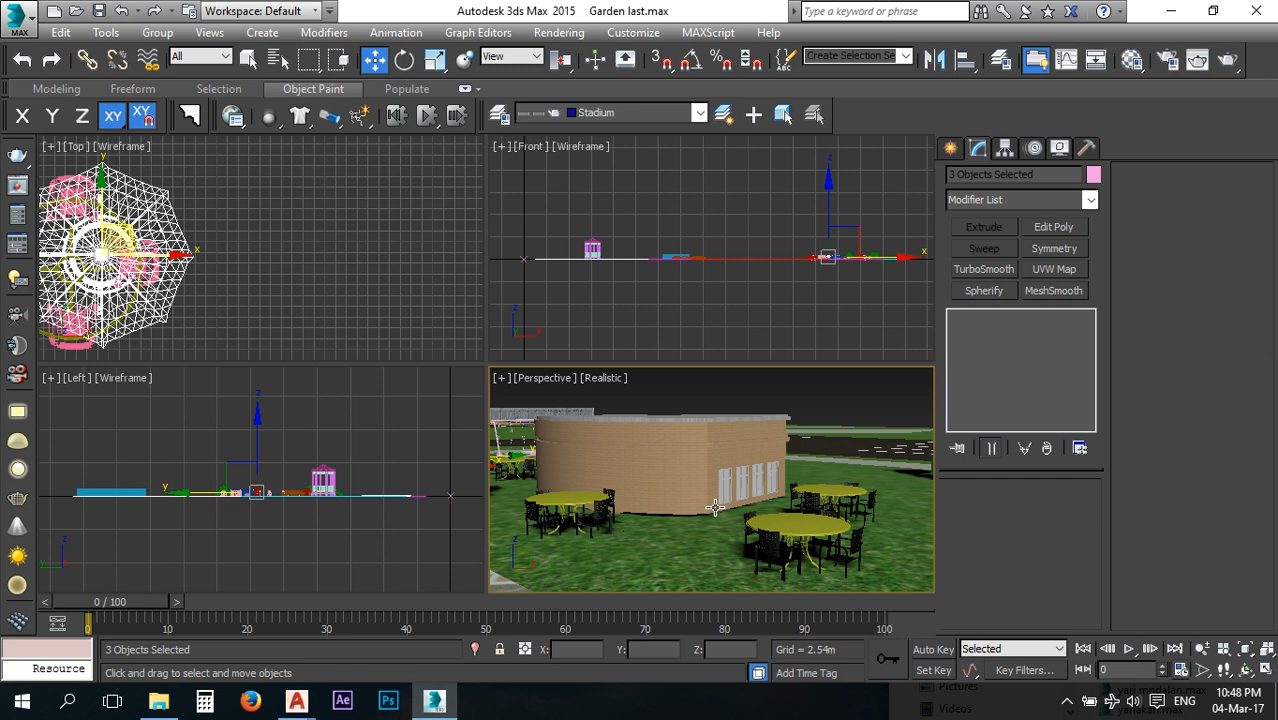 Workspace: Default
Autodesk 3ds Max 2015 Garden last.max
Type a keyword or phrase
MAX
Edit Tools Group Views Create Modifiers Animation Graph Editors Rendering Customize MAXScript Help
All
View
Create Selection Se
Modeling Freeform Selection Object Paint Populate
X Y Z XY XY
Stadium
[+] [Top] [Wireframe]
[+] [Front] [Wireframe]
[+] [Left] [Wireframe]
[+] [Perspective] [Realistic]
3 Objects Selected
Modifier List
Extrude Edit Poly
Sweep Symmetry
TurboSmooth UVW Map
Spherify MeshSmooth
< 0 / 100 >
0 10 20 30 40 50 60 70 80 90 100
3 Objects Selected X: Y: Z: Grid = 2.54m Auto Key Selected
Resource Click and drag to select and move objects Add Time Tag Set Key Key Filters... 0
Pictures
Videos
ENG
10:48 PM
04-Mar-17